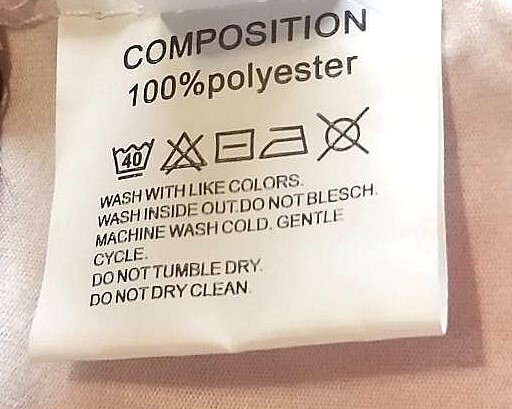 COMPOSITION
100%polyester
40
WASH WITH LIKE COLORS.
WASH INSIDE OUT.DO NOT BLESCH.
MACHINE WASH COLD. GENTLE
CYCLE.
DO NOT TUMBLE DRY.
DO NOT DRY CLEAN.